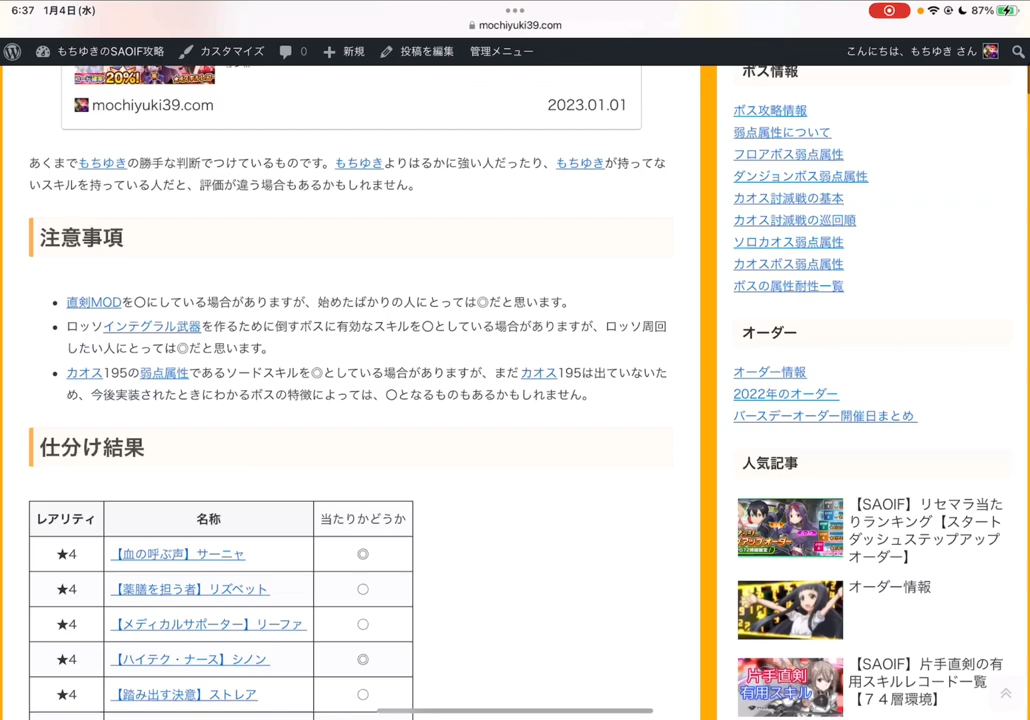 6:37 1月4日(水)
mochiyuki39.com
87%
もちゆきのSAOIF攻略 カスタマイズ 0 新規 投稿を編集 管理メニュー
こんにちは、もちゆき さん
20%!
mochiyuki39.com 2023.01.01
あくまでもちゆきの勝手な判断でつけているものです。もちゆきよりはるかに強い人だったり、もちゆきが持ってな
いスキルを持っている人だと、評価が違う場合もあるかもしれません。
注意事項
• 直剣MODを〇にしている場合がありますが、始めたばかりの人にとっては◎だと思います。
• ロッソインテグラル武器を作るために倒すボスに有効なスキルを〇としている場合がありますが、ロッソ周回
したい人にとっては◎だと思います。
• カオス195の弱点属性であるソードスキルを◎としている場合がありますが、まだカオス195は出ていないた
め、今後実装されたときにわかるボスの特徴によっては、〇となるものもあるかもしれません。
仕分け結果
レアリティ 名称 当たりかどうか
★4 【血の呼ぶ声】サーニャ ◎
★4 【薬膳を担う者】リズベット 〇
★4 【メディカルサポーター】リーファ 〇
★4 【ハイテク・ナース】シノン ◎
★4 【踏み出す決意】ストレア 〇
ボス情報
ボス攻略情報
弱点属性について
フロアボス弱点属性
ダンジョンボス弱点属性
カオス討滅戦の基本
カオス討滅戦の巡回順
ソロカオス弱点属性
カオスボス弱点属性
ボスの属性耐性一覧
オーダー
オーダー情報
2022年のオーダー
バースデーオーダー開催日まとめ
人気記事
【SAOIF】リセマラ当た
りランキング【スタート
ダッシュステップアップ
オーダー】
オーダー情報
【SAOIF】片手直剣の有
用スキルレコード一覧
【７４層環境】
片手直剣
有用スキル